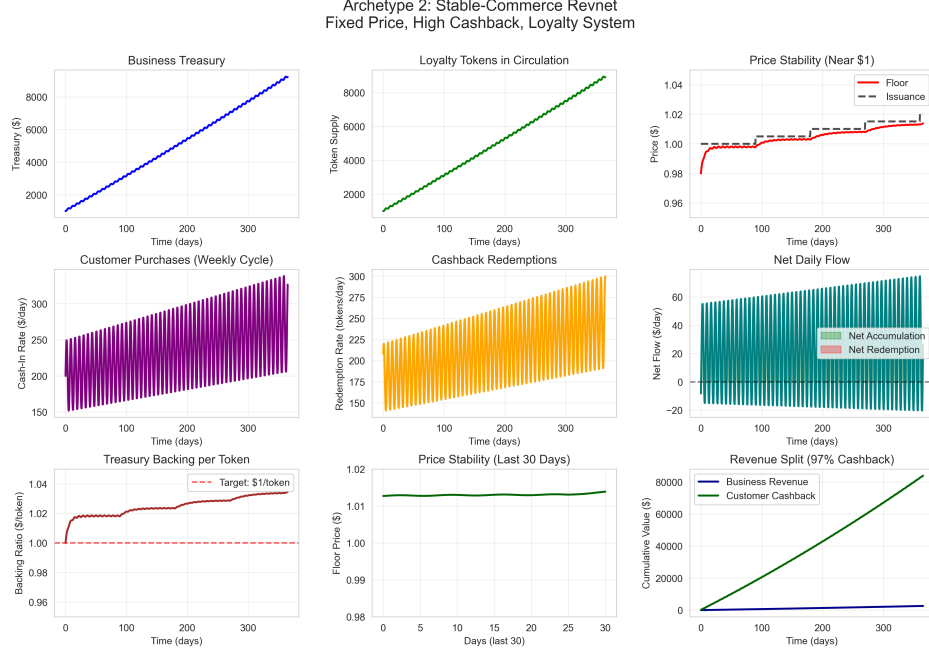 Archetype 2: Stable-Commerce Revnet
Fixed Price, High Cashback, Loyalty System
Business Treasury
Treasury ($)
8000
6000
4000
2000
0 100 200 300
Time (days)
Loyalty Tokens in Circulation
Token Supply
8000
6000
4000
2000
0 100 200 300
Time (days)
Price Stability (Near $1)
Price ($)
1.04
1.02
1.00
0.98
0.96
Floor
Issuance
0 100 200 300
Time (days)
Customer Purchases (Weekly Cycle)
Cash-In Rate ($/day)
300
250
200
150
0 100 200 300
Time (days)
Cashback Redemptions
Redemption Rate (tokens/day)
300
275
250
225
200
175
150
0 100 200 300
Time (days)
Net Daily Flow
Net Flow ($/day)
60
40
20
0
−20
Net Accumulation
Net Redemption
0 100 200 300
Time (days)
Treasury Backing per Token
Backing Ratio ($/token)
1.04
1.02
1.00
0.98
0.96
Target: $1/token
0 100 200 300
Time (days)
Price Stability (Last 30 Days)
Floor Price ($)
1.02
1.01
1.00
0.99
0.98
0 5 10 15 20 25 30
Days (last 30)
Revenue Split (97% Cashback)
Cumulative Value ($)
80000
60000
40000
20000
0
Business Revenue
Customer Cashback
0 100 200 300
Time (days)